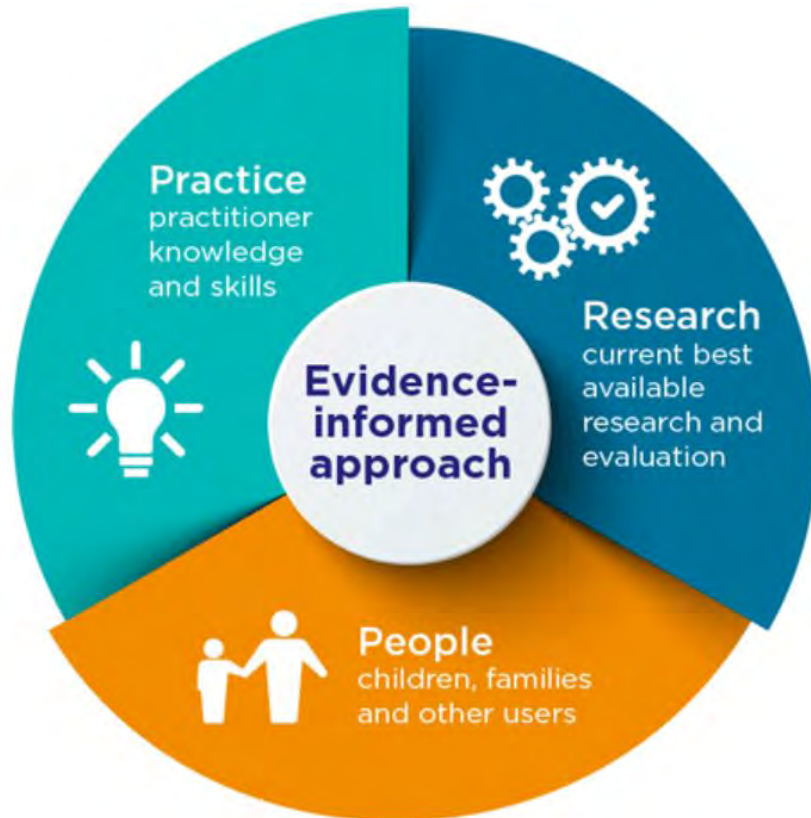 Practice
practitioner
knowledge
and skills
Research
current best
available
research and
evaluation
Evidence-
informed
approach
People
children, families
and other users